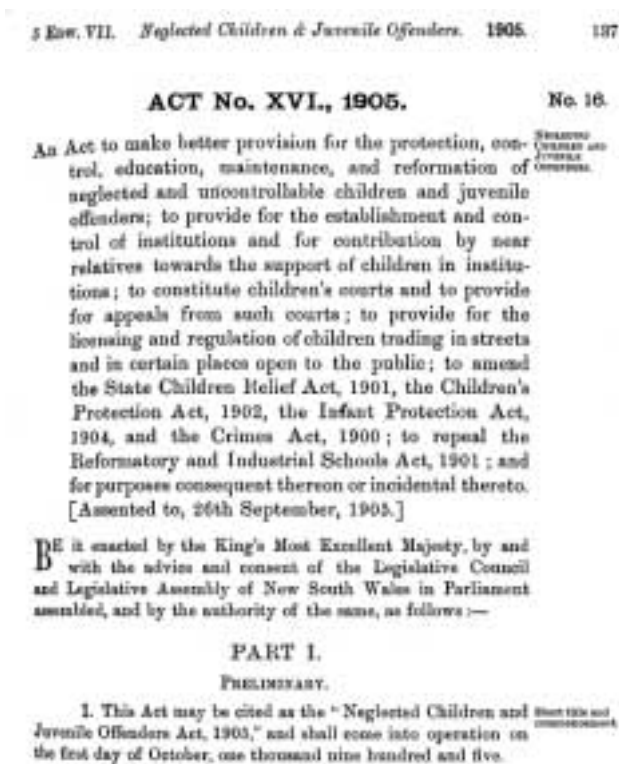 5 EDW. VII. Neglected Children & Juvenile Offenders. 1905. 137
ACT No. XVI., 1905. No. 16.
An Act to make better provision for the protection, con-
trol, education, maintenance, and reformation of
neglected and uncontrollable children and juvenile
offenders; to provide for the establishment and con-
trol of institutions and for contribution by near
relatives towards the support of children in institu-
tions; to constitute children's courts and to provide
for appeals from such courts; to provide for the
licensing and regulation of children trading in streets
and in certain places open to the public; to amend
the State Children Relief Act, 1901, the Children's
Protection Act, 1902, the Infant Protection Act,
1904, and the Crimes Act, 1900; to repeal the
Reformatory and Industrial Schools Act, 1901; and
for purposes consequent thereon or incidental thereto.
[Assented to, 26th September, 1905.]
NEGLECTED
CHILDREN AND
JUVENILE
OFFENDERS.
BE it enacted by the King's Most Excellent Majesty, by and
with the advice and consent of the Legislative Council
and Legislative Assembly of New South Wales in Parliament
assembled, and by the authority of the same, as follows:—
PART I.
PRELIMINARY.
1. This Act may be cited as the "Neglected Children and
Juvenile Offenders Act, 1905," and shall come into operation on
the first day of October, one thousand nine hundred and five.
Short title and
commencement.